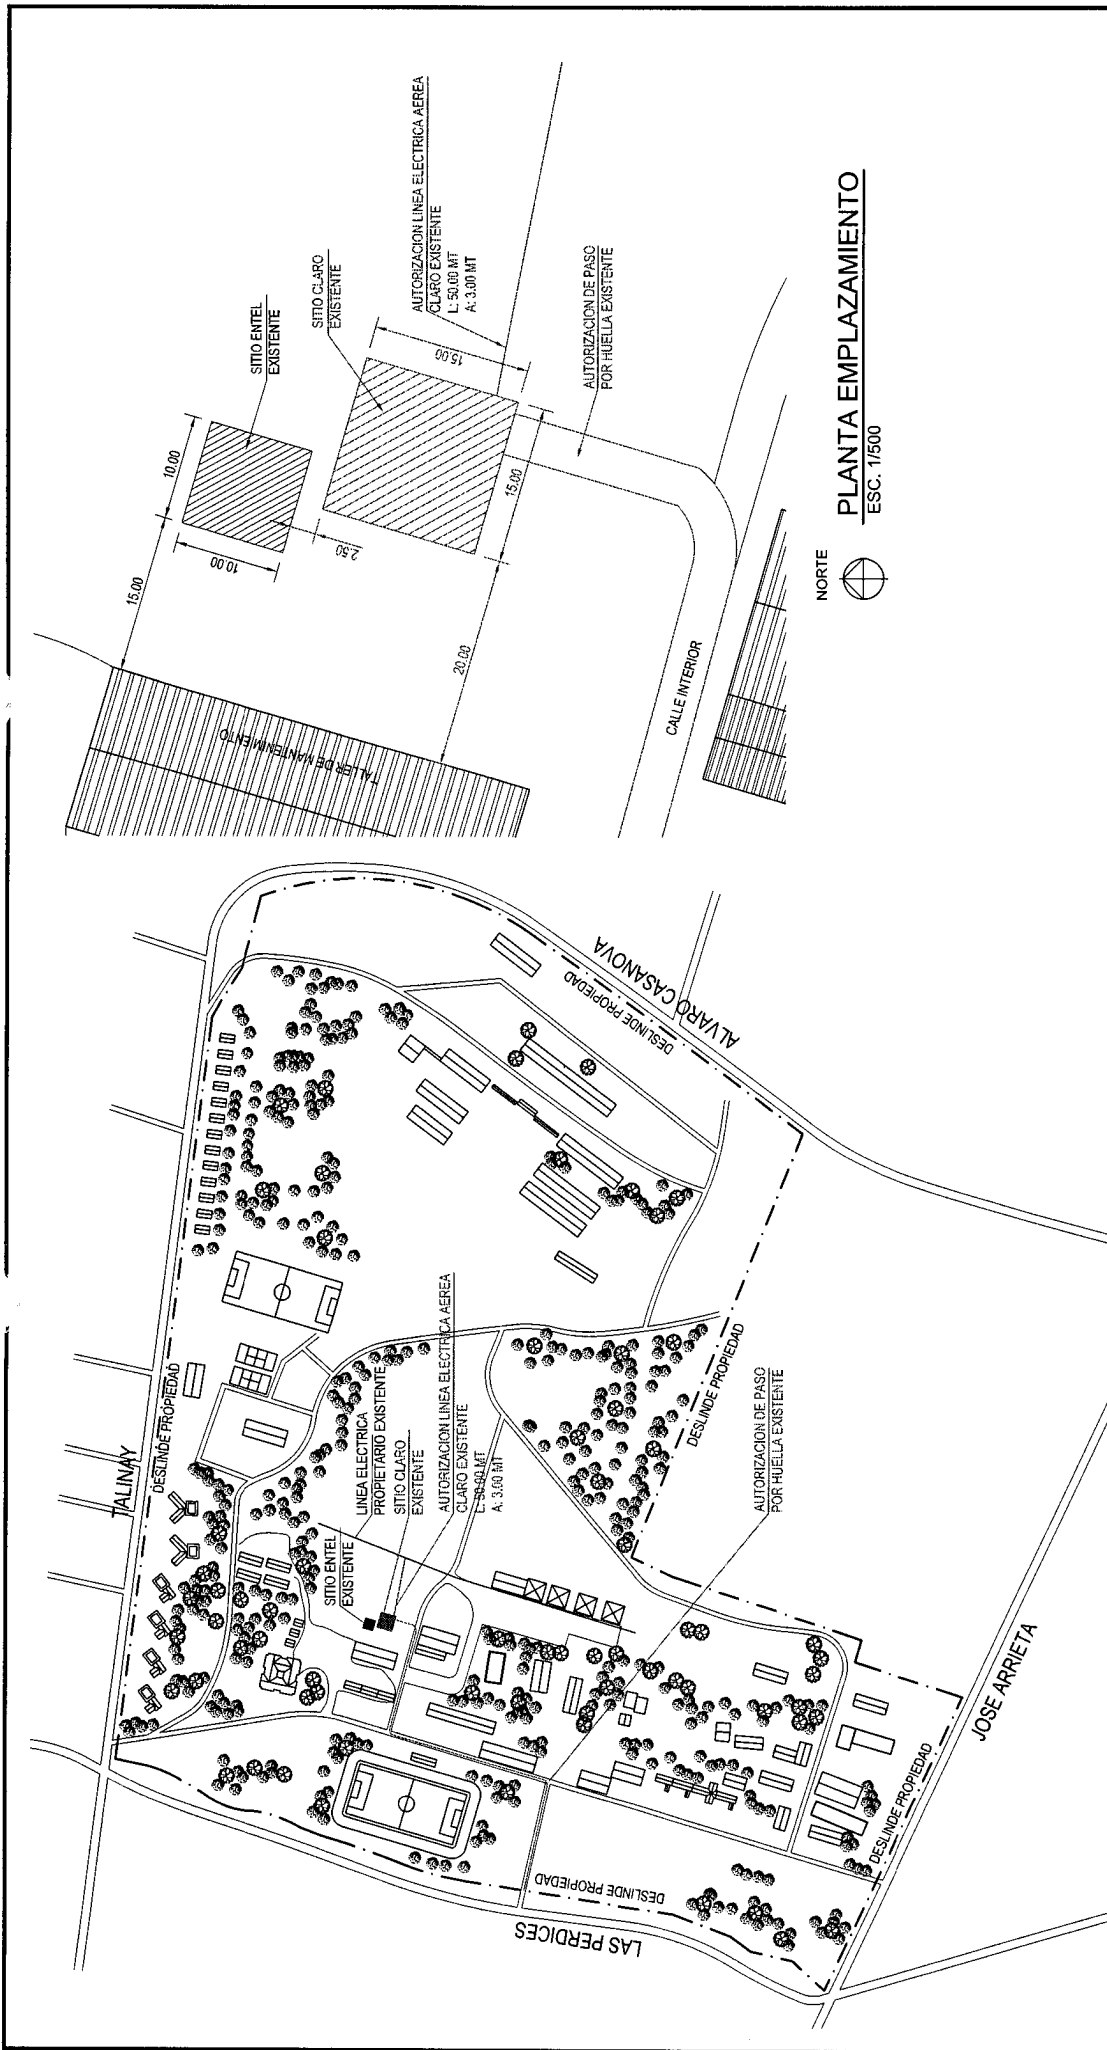 TALINAY
DESLINDE PROPIEDAD
SITIO ENTEL
EXISTENTE
LINEA ELECTRICA
PROPIETARIO EXISTENTE
SITIO CLARO
EXISTENTE
AUTORIZACION LINEA ELECTRICA AEREA
CLARO EXISTENTE
L: 50.00 MT
A: 3.00 MT
DESLINDE PROPIEDAD
ALVARO CASANOVA
DESLINDE PROPIEDAD
AUTORIZACION DE PASO
POR HUELLA EXISTENTE
LAS PERDICES
DESLINDE PROPIEDAD
DESLINDE PROPIEDAD
JOSE ARRIETA
TALLER DE MANTENIMIENTO
15.00
10.00
10.00
2.50
SITIO ENTEL
EXISTENTE
SITIO CLARO
EXISTENTE
AUTORIZACION LINEA ELECTRICA AEREA
CLARO EXISTENTE
L: 50.00 MT
A: 3.00 MT
15.00
15.00
20.00
AUTORIZACION DE PASO
POR HUELLA EXISTENTE
CALLE INTERIOR
NORTE
PLANTA EMPLAZAMIENTO
ESC. 1/500